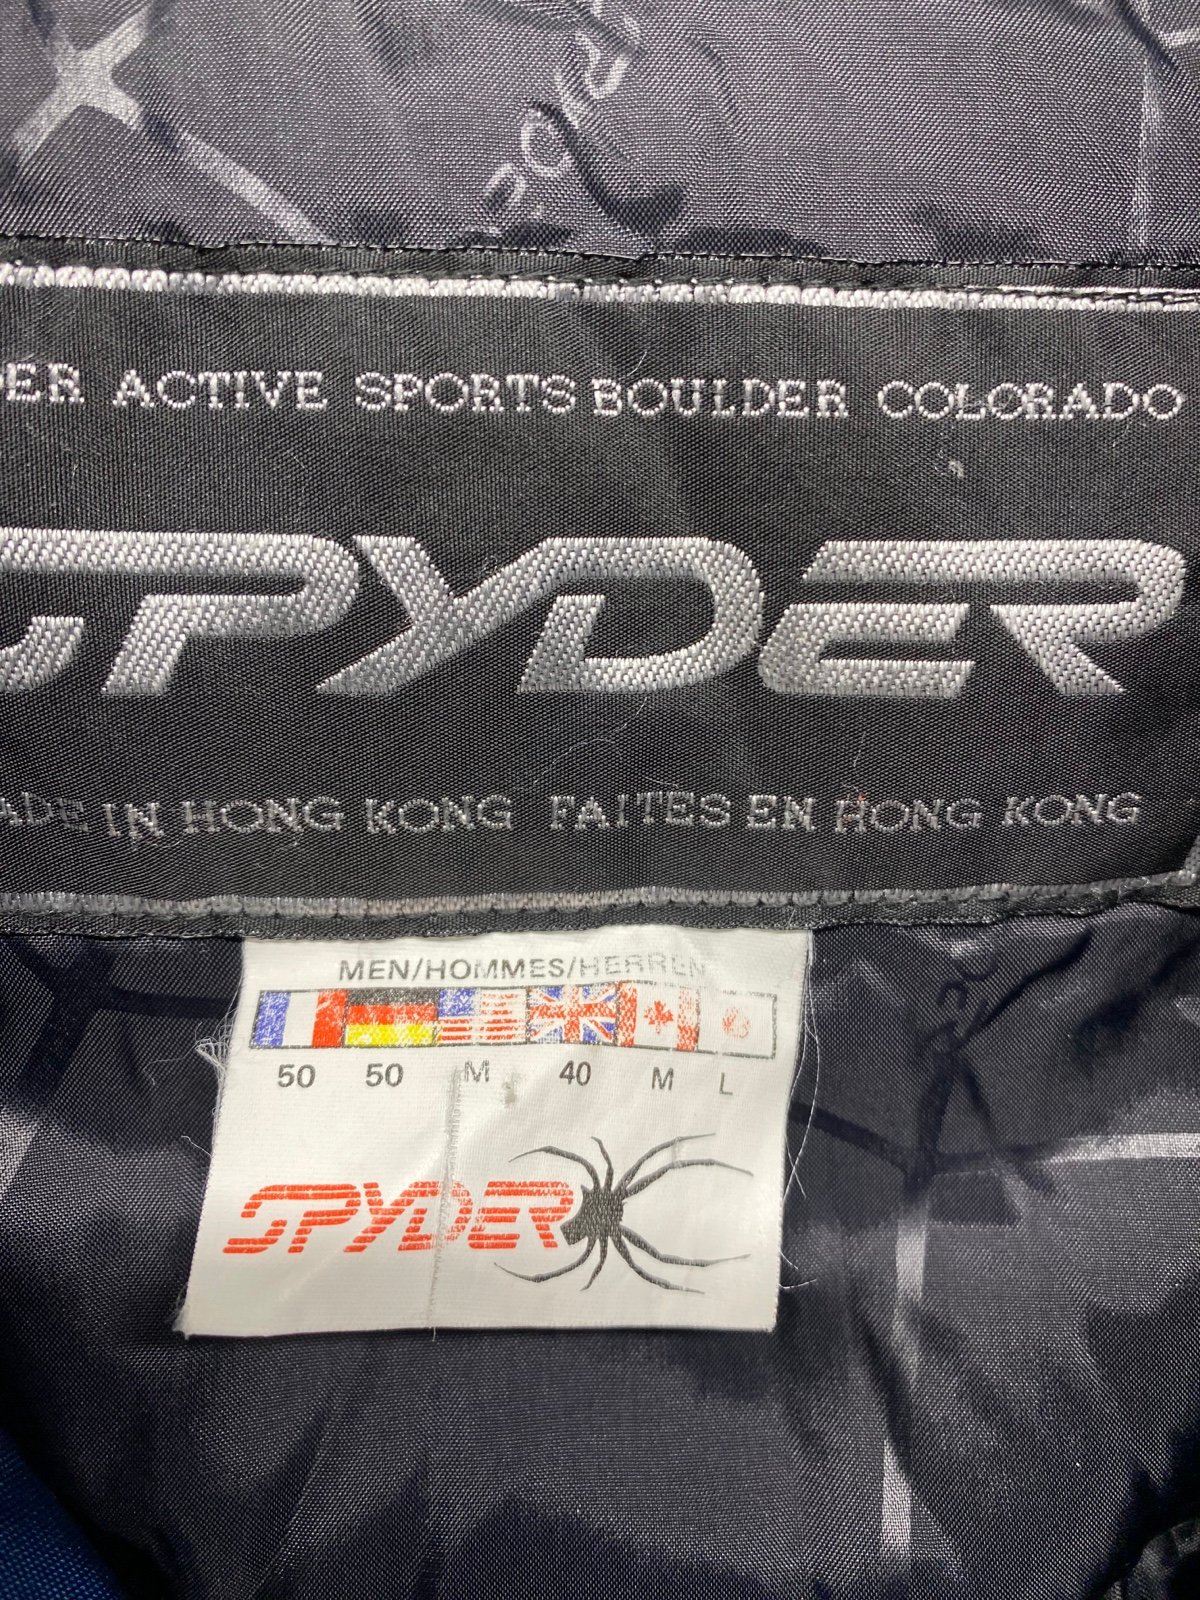 ER ACTIVE SPORTS BOULDER COLORADO
SPYDER
ADE IN HONG KONG FAITES EN HONG KONG
MEN/HOMMES/HERREN
50 50 M 40 M L
SPYDER